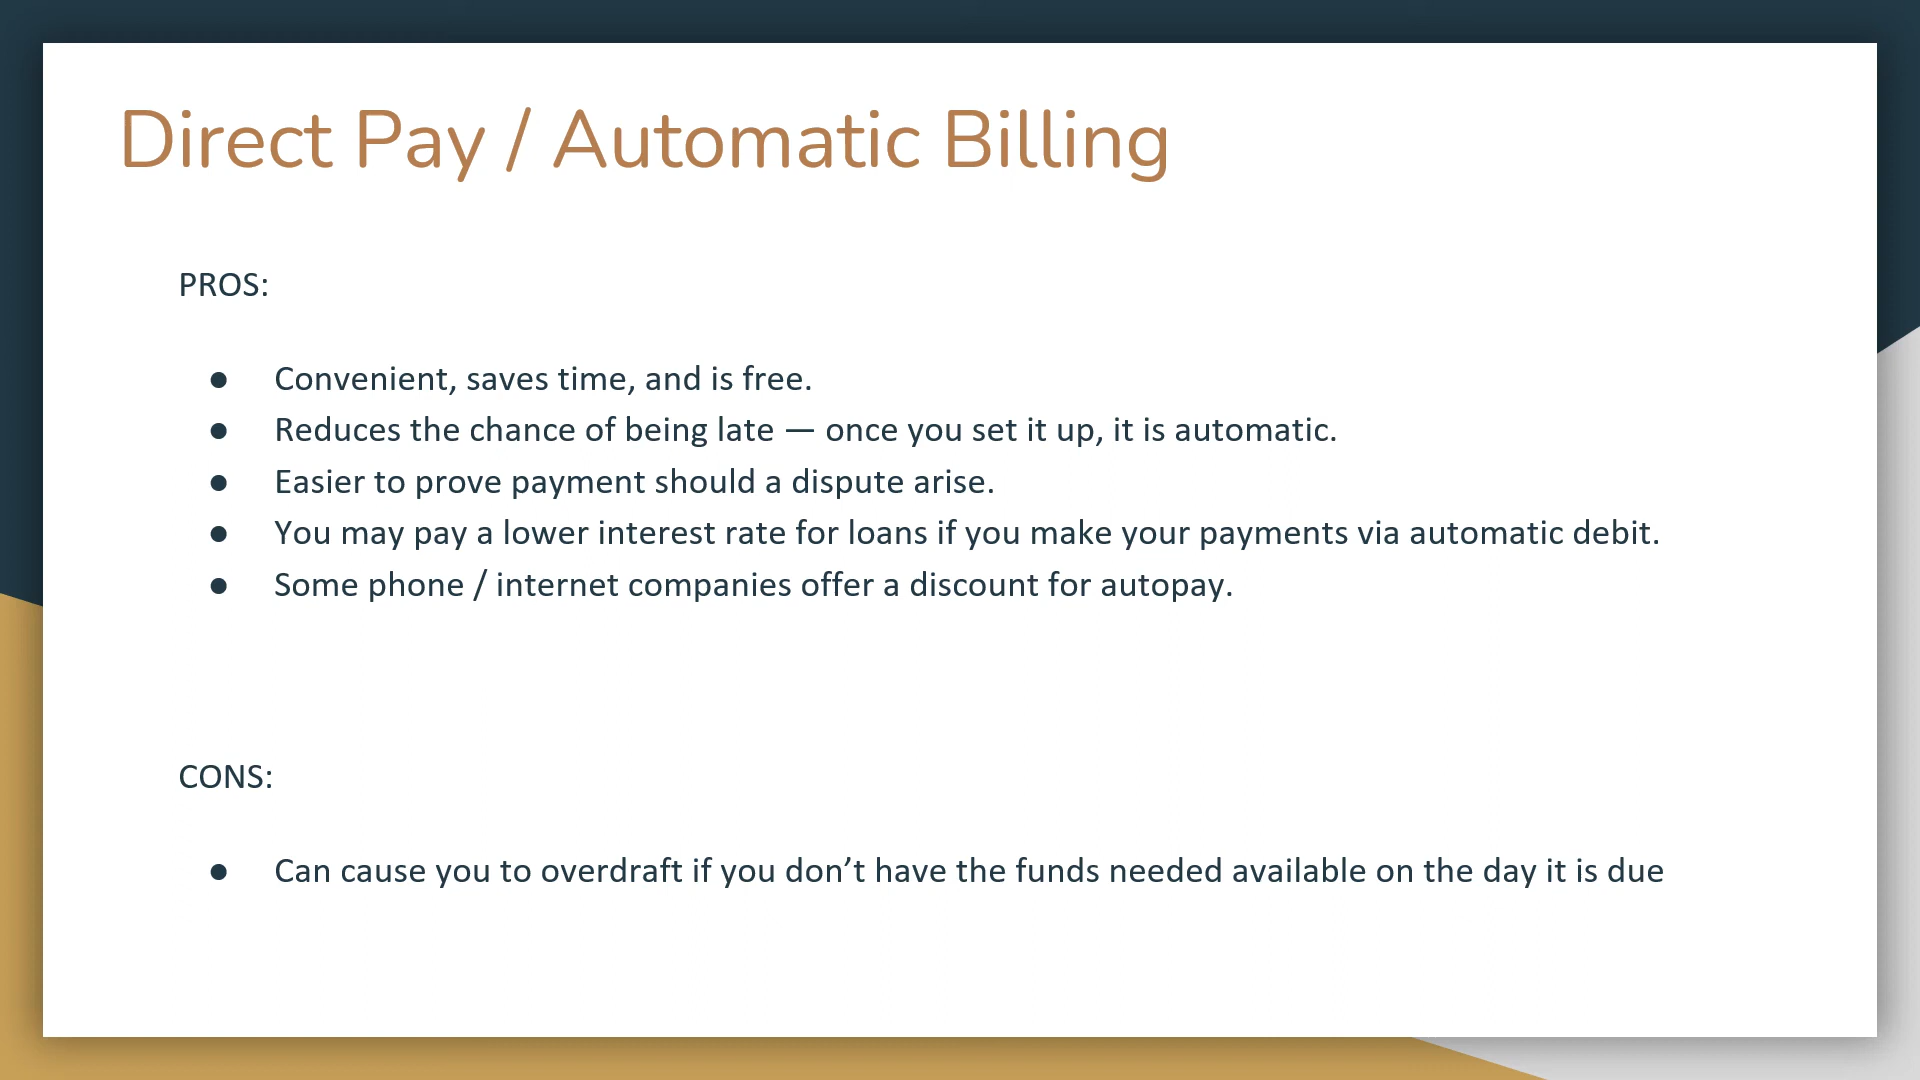 Direct Pay / Automatic Billing
PROS:
● Convenient, saves time, and is free.
● Reduces the chance of being late — once you set it up, it is automatic.
● Easier to prove payment should a dispute arise.
● You may pay a lower interest rate for loans if you make your payments via automatic debit.
● Some phone / internet companies offer a discount for autopay.
CONS:
● Can cause you to overdraft if you don’t have the funds needed available on the day it is due